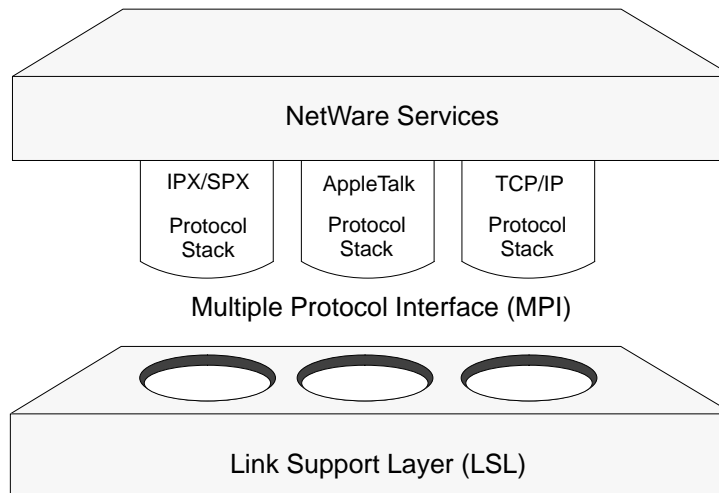 NetWare Services
IPX/SPX
Protocol
Stack
AppleTalk
Protocol
Stack
TCP/IP
Protocol
Stack
Multiple Protocol Interface (MPI)
Link Support Layer (LSL)